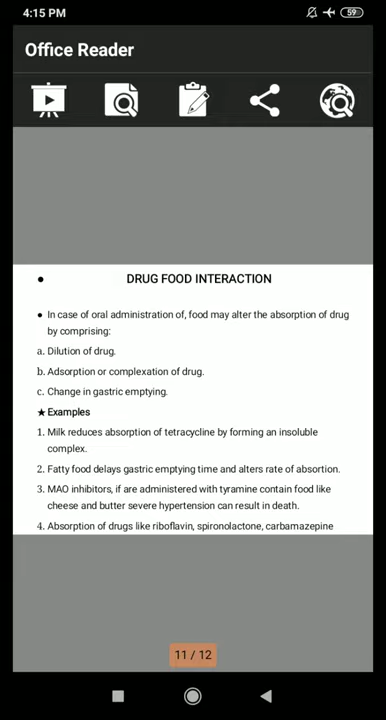 4:15 PM
59
Office Reader
● DRUG FOOD INTERACTION
● In case of oral administration of, food may alter the absorption of drug
by comprising:
a. Dilution of drug.
b. Adsorption or complexation of drug.
c. Change in gastric emptying.
★ Examples
1. Milk reduces absorption of tetracycline by forming an insoluble
complex.
2. Fatty food delays gastric emptying time and alters rate of absortion.
3. MAO inhibitors, if are administered with tyramine contain food like
cheese and butter severe hypertension can result in death.
4. Absorption of drugs like riboflavin, spironolactone, carbamazepine
11 / 12